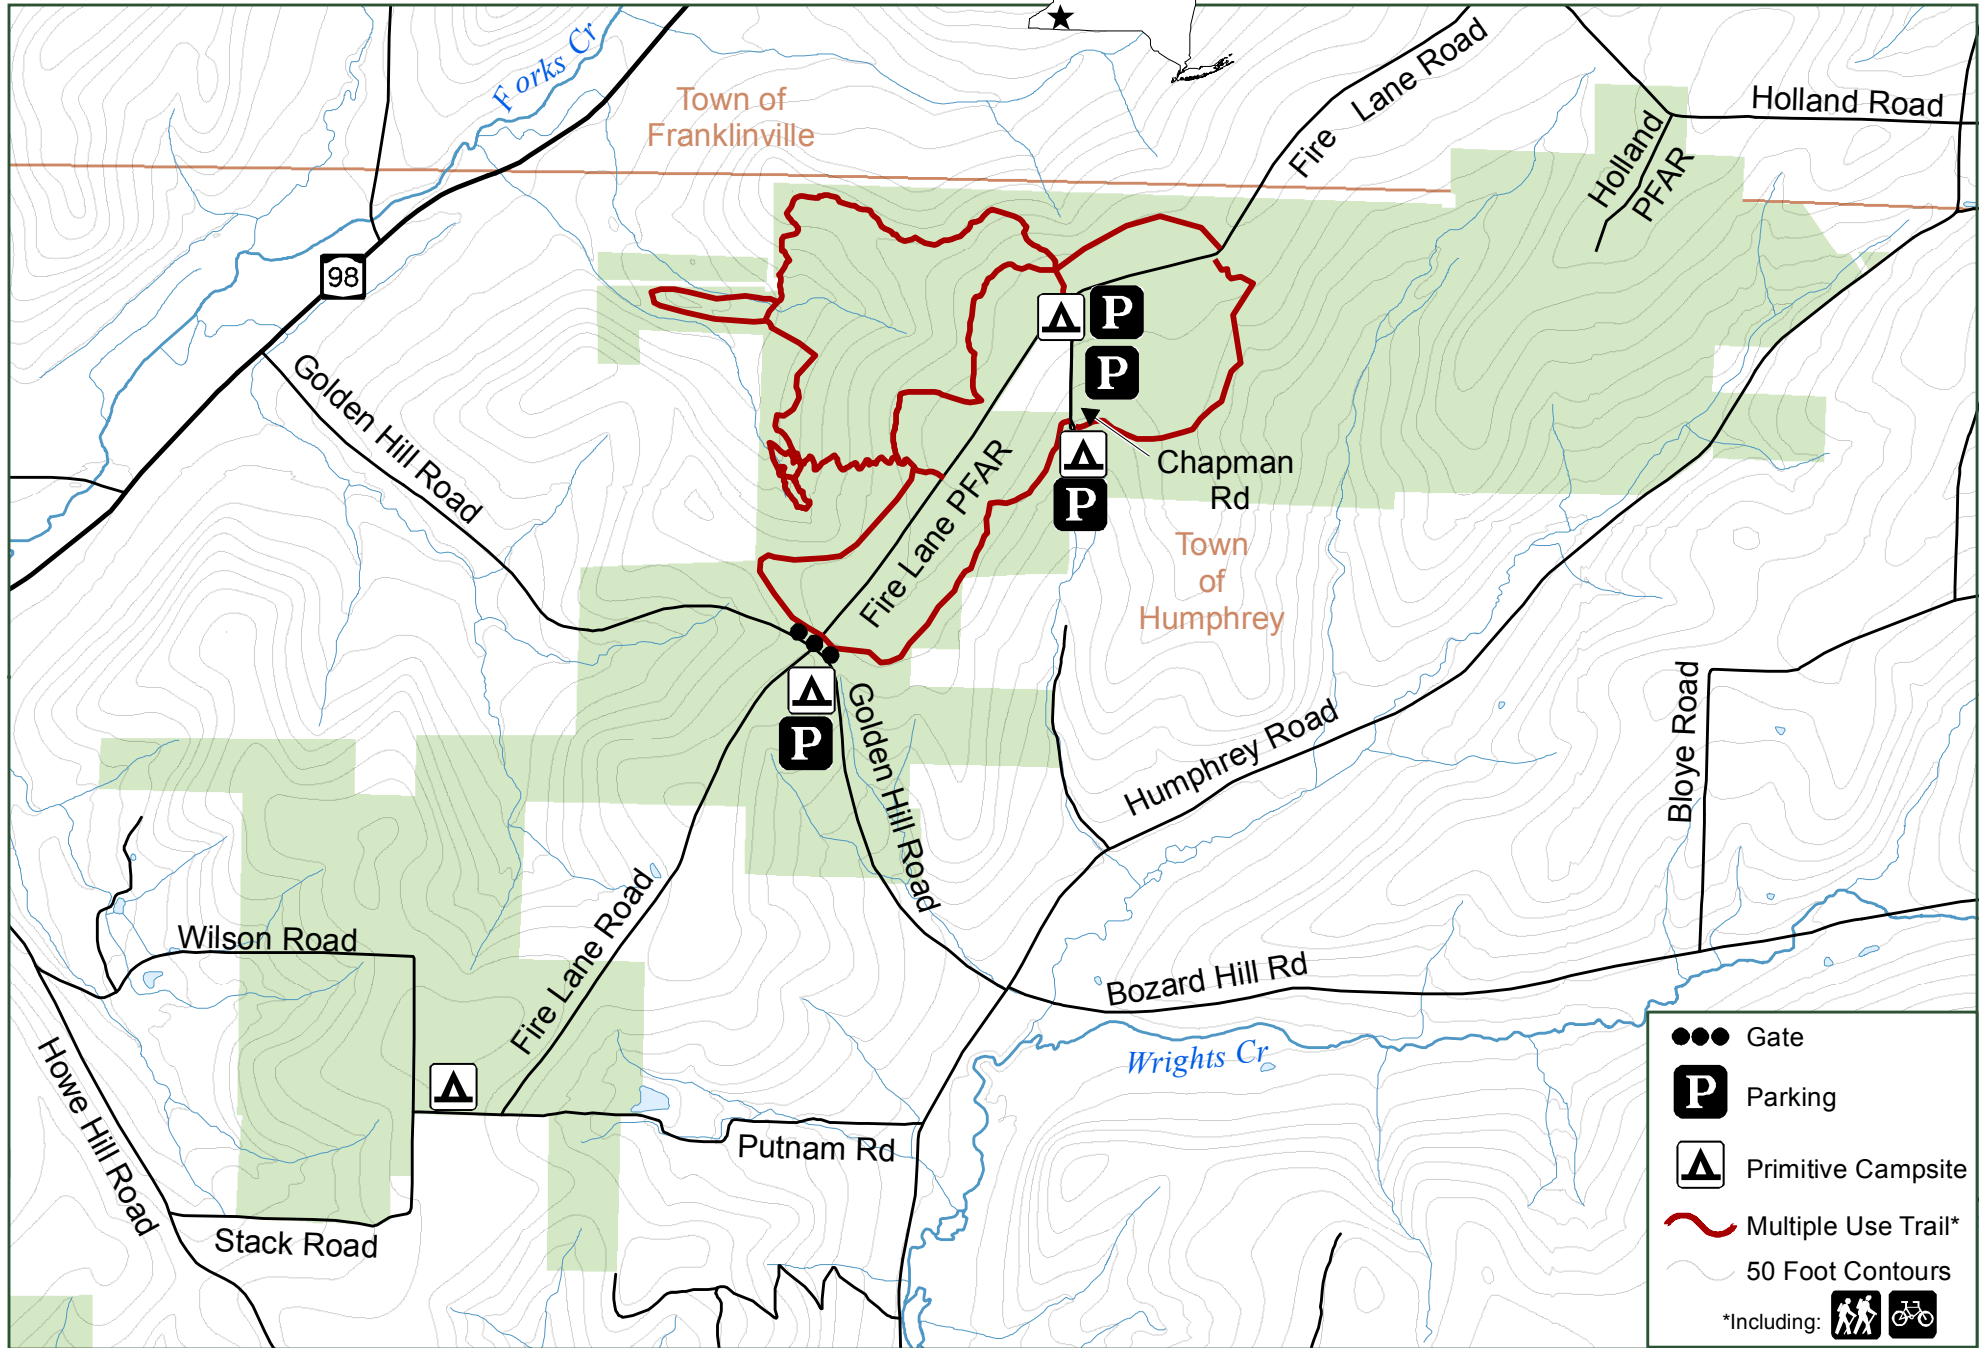 Forks Cr
Town of
Franklinville
Fire Lane Road
Holland Road
Holland
PFAR
98
P
P
Golden Hill Road
Chapman
Rd
Fire Lane PFAR
P
Town
of
Humphrey
P
Golden Hill Road
Humphrey Road
Bloye Road
Fire Lane Road
Wilson Road
Bozard Hill Rd
Wrights Cr
Howe Hill Road
Putnam Rd
Stack Road
Gate
P Parking
Primitive Campsite
Multiple Use Trail*
50 Foot Contours
*Including: